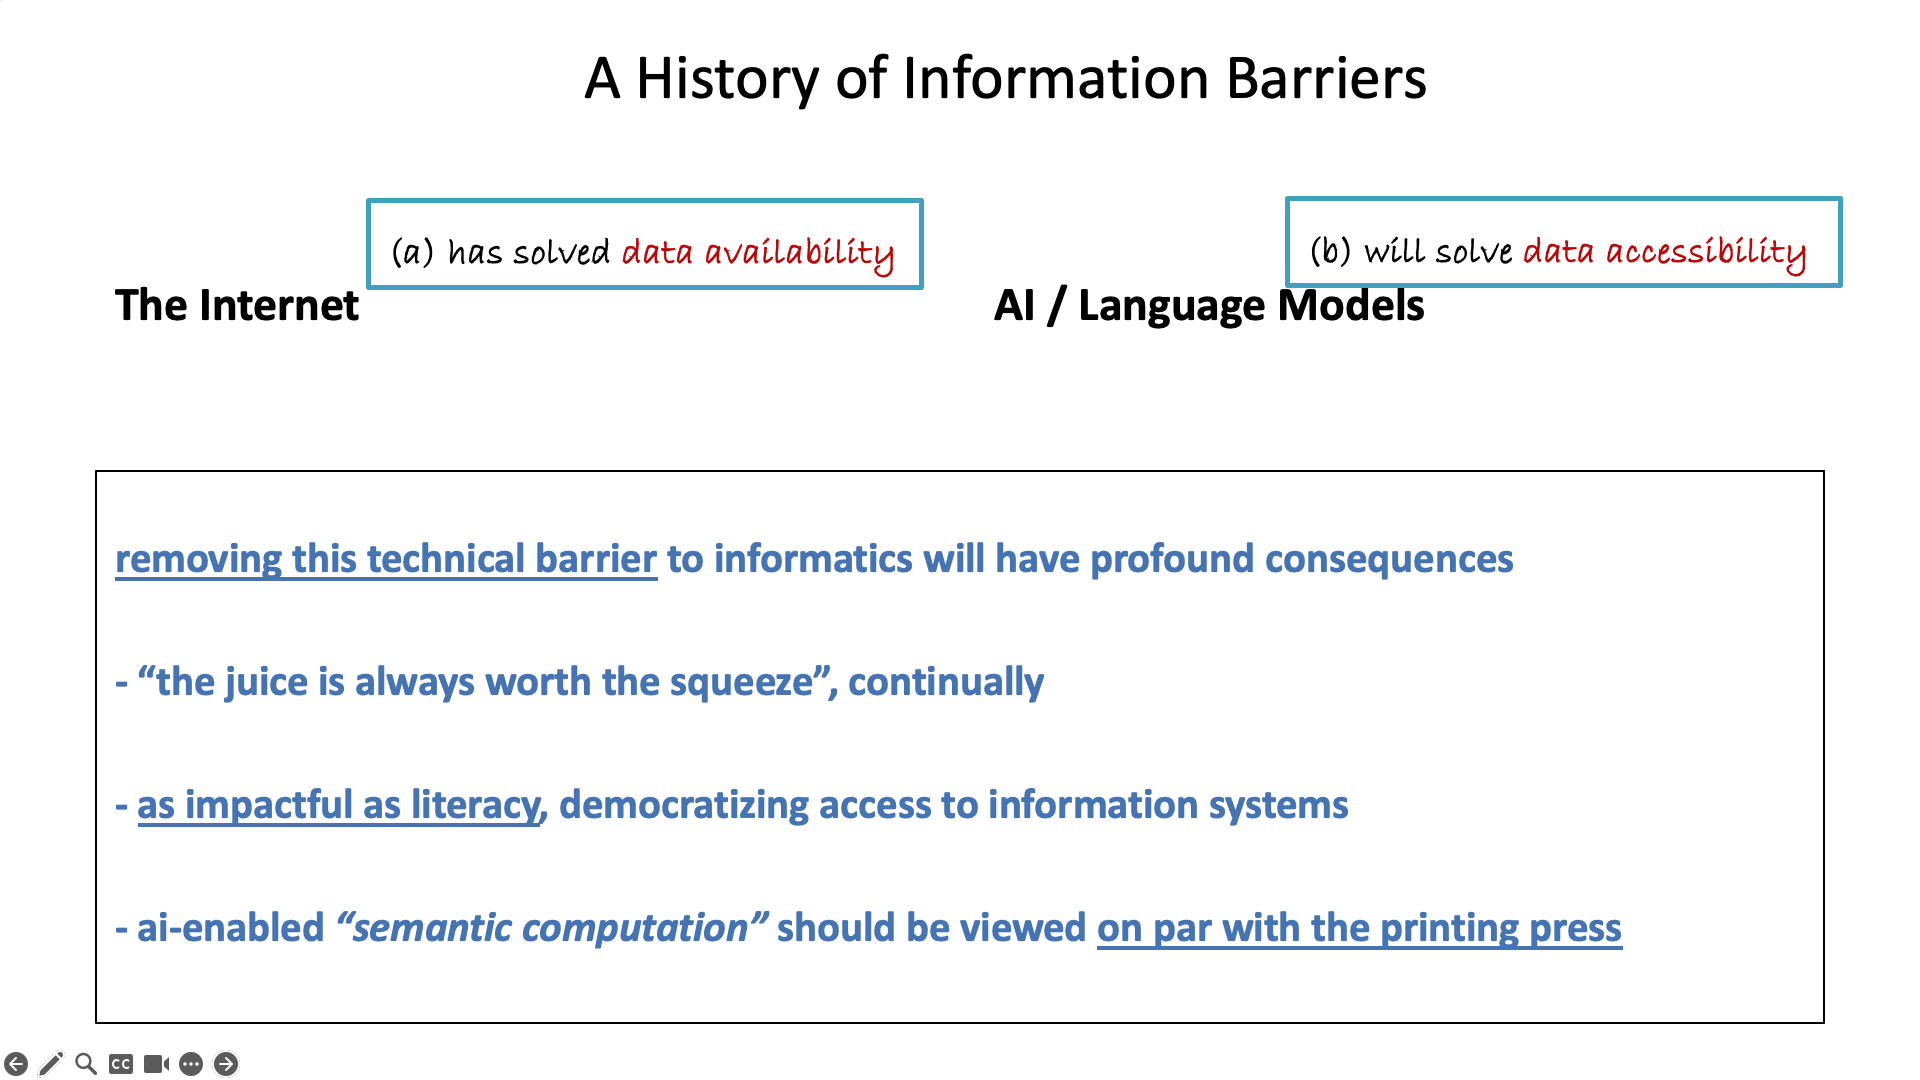 A History of Information Barriers
(a) has solved data availability
(b) will solve data accessibility
The Internet
AI / Language Models
removing this technical barrier to informatics will have profound consequences
- “the juice is always worth the squeeze”, continually
- as impactful as literacy, democratizing access to information systems
- ai-enabled “semantic computation” should be viewed on par with the printing press
CC